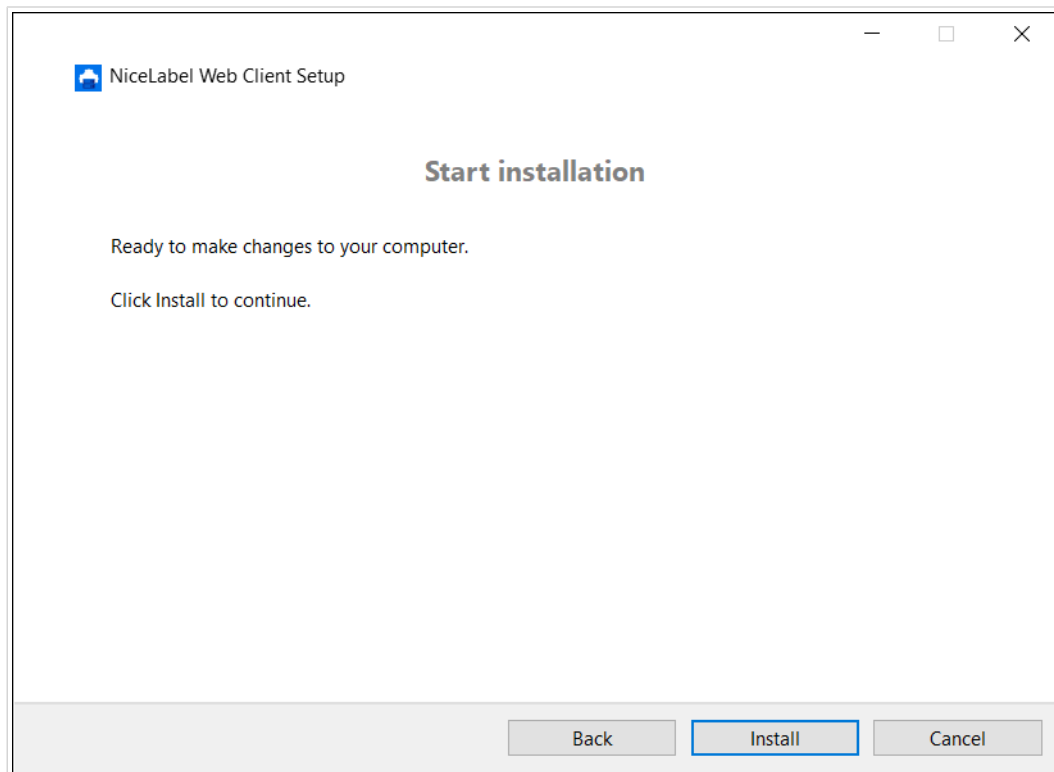 NiceLabel Web Client Setup
Start installation
Ready to make changes to your computer.
Click Install to continue.
Back Install Cancel